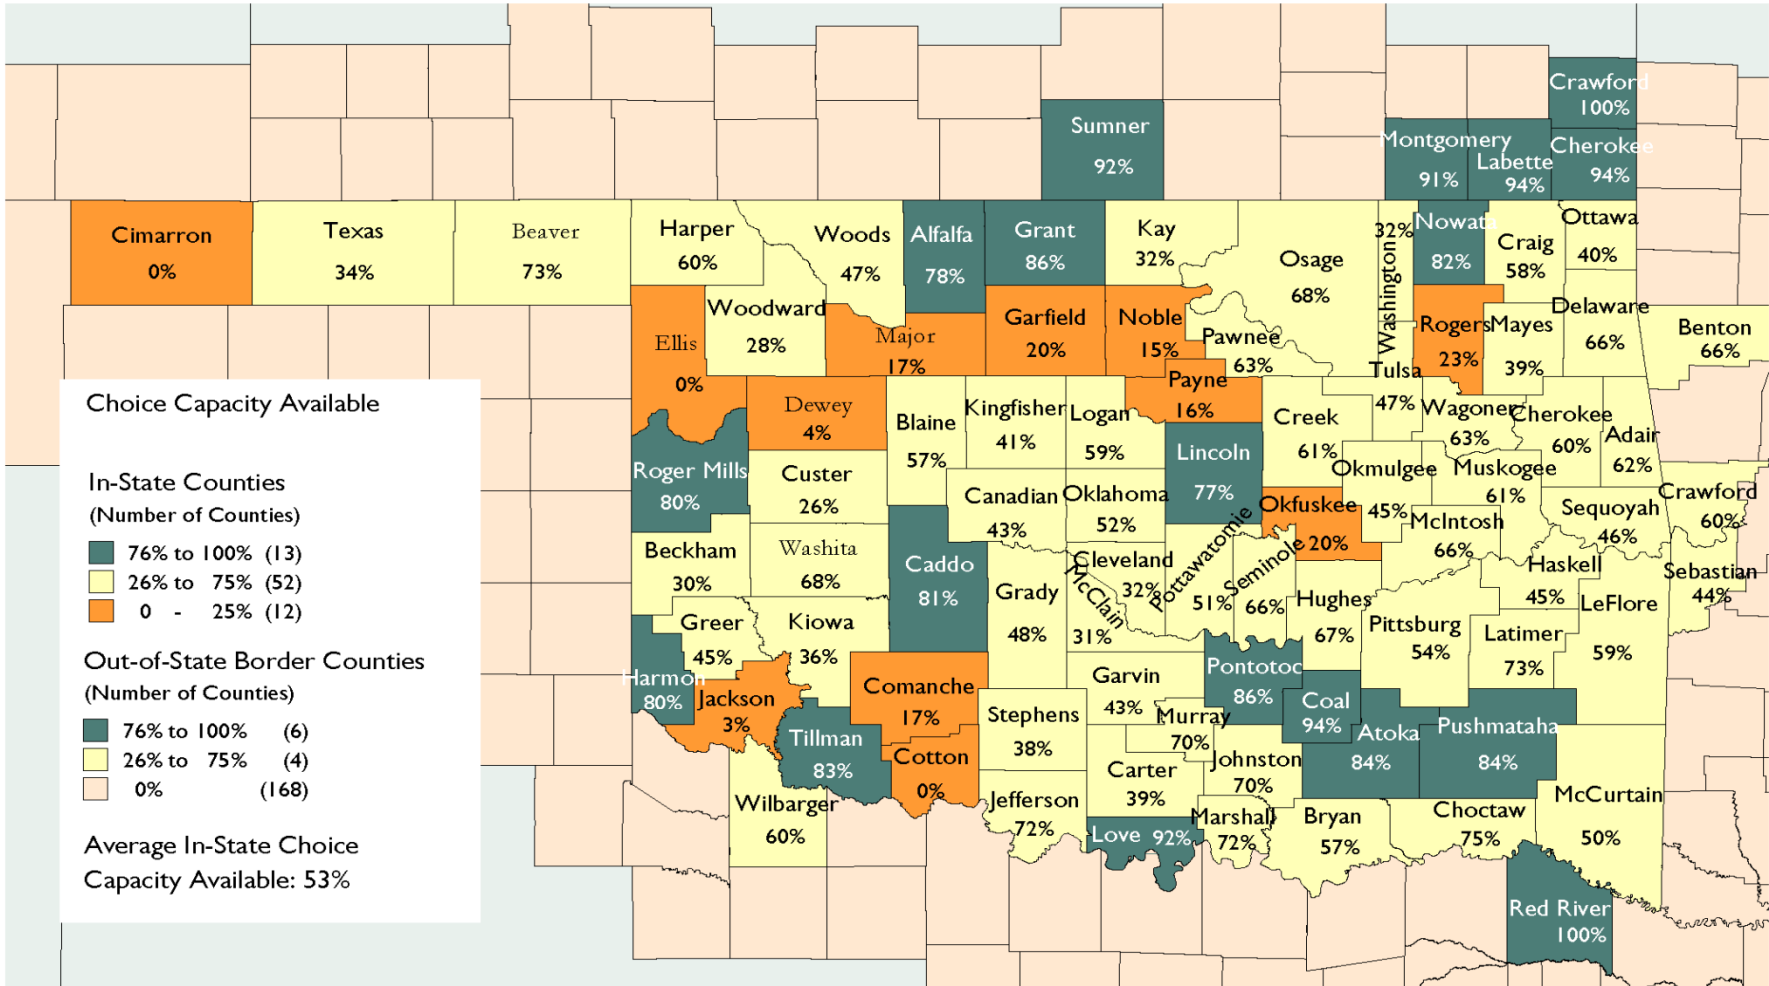 Crawford
100%
Sumner
92%
Montgomery
91%
Labette
94%
Cherokee
94%
Cimarron
0%
Texas
34%
Beaver
73%
Harper
60%
Woods
47%
Alfalfa
78%
Grant
86%
Kay
32%
Osage
68%
32%
Washington
Nowata
82%
Craig
58%
Ottawa
40%
Ellis
0%
Woodward
28%
Major
17%
Garfield
20%
Noble
15%
Pawnee
63%
Rogers
23%
Mayes
39%
Delaware
66%
Benton
66%
Dewey
4%
Blaine
57%
Kingfisher
41%
Logan
59%
Payne
16%
Creek
61%
Tulsa
47%
Wagoner
63%
Cherokee
60%
Adair
62%
Roger Mills
80%
Custer
26%
Canadian
43%
Oklahoma
52%
Lincoln
77%
Okfuskee
20%
Okmulgee
45%
Muskogee
61%
McIntosh
66%
Sequoyah
46%
Crawford
60%
Beckham
30%
Washita
68%
Caddo
81%
Grady
48%
McClain
31%
Cleveland
32%
Pottawatomie
51%
Seminole
66%
Hughes
67%
Pittsburg
54%
Haskell
45%
Latimer
73%
LeFlore
59%
Sebastian
44%
Harmon
80%
Greer
45%
Kiowa
36%
Jackson
3%
Comanche
17%
Tillman
83%
Cotton
0%
Stephens
38%
Garvin
43%
Murray
70%
Pontotoc
86%
Coal
94%
Johnston
70%
Atoka
84%
Pushmataha
84%
McCurtain
50%
Wilbarger
60%
Jefferson
72%
Carter
39%
Love 92%
Marshall
72%
Bryan
57%
Choctaw
75%
Red River
100%
Choice Capacity Available
In-State Counties
(Number of Counties)
76% to 100% (13)
26% to 75% (52)
0 - 25% (12)
Out-of-State Border Counties
(Number of Counties)
76% to 100% (6)
26% to 75% (4)
0% (168)
Average In-State Choice
Capacity Available: 53%